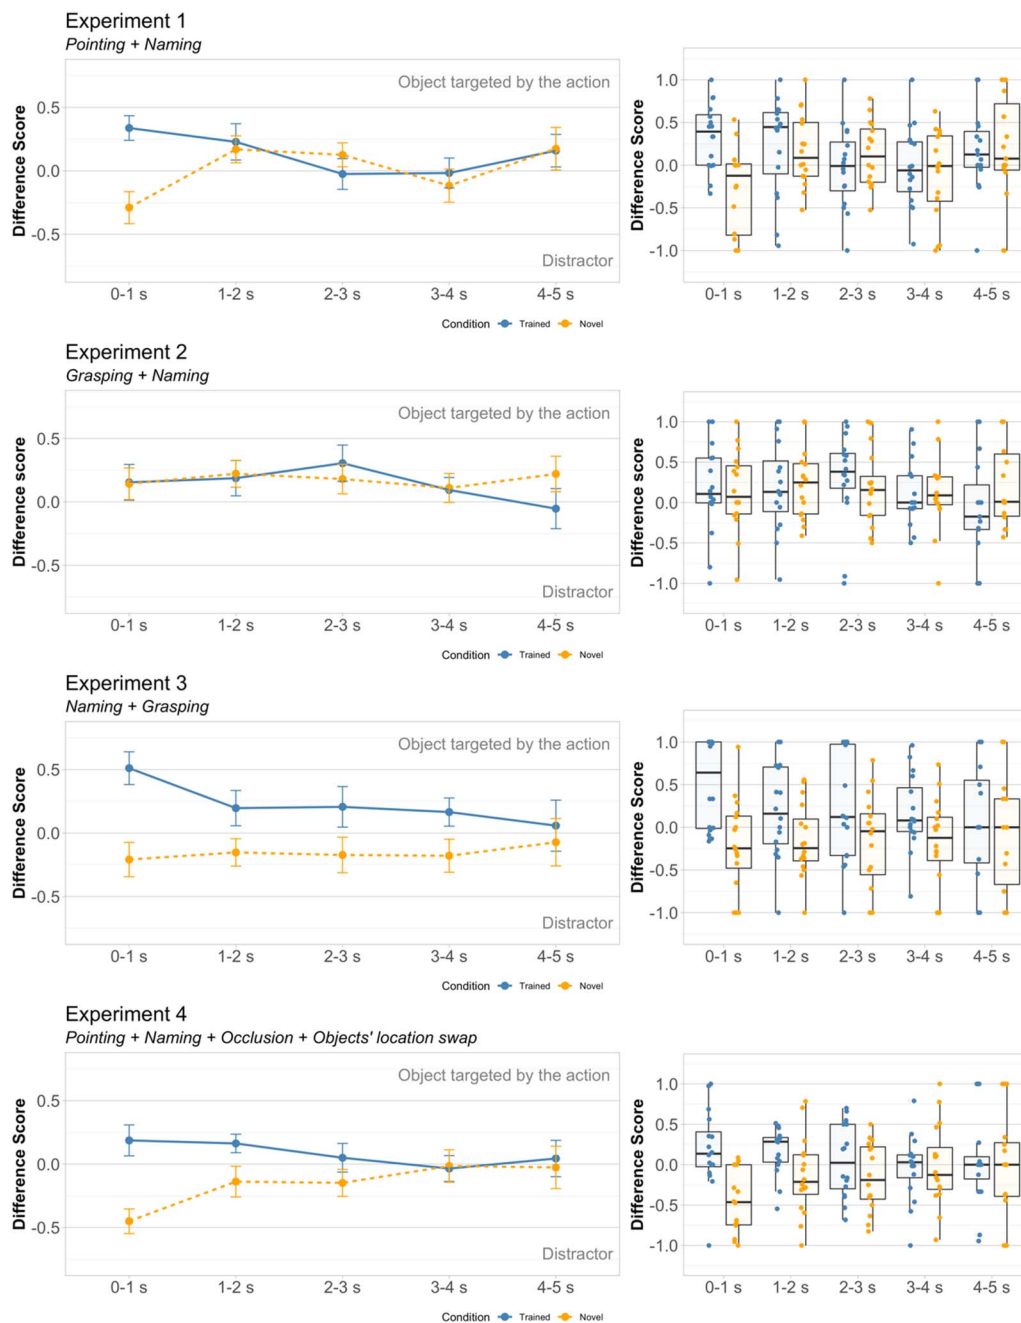 Experiment 1
Pointing + Naming
Difference Score
0.5
0.0
-0.5
Object targeted by the action
Distractor
0-1 s 1-2 s 2-3 s 3-4 s 4-5 s
Condition Trained Novel
Difference Score
1.0
0.5
0.0
-0.5
-1.0
0-1 s 1-2 s 2-3 s 3-4 s 4-5 s
Experiment 2
Grasping + Naming
Difference score
0.5
0.0
-0.5
Object targeted by the action
Distractor
0-1 s 1-2 s 2-3 s 3-4 s 4-5 s
Condition Trained Novel
Difference Score
1.0
0.5
0.0
-0.5
-1.0
0-1 s 1-2 s 2-3 s 3-4 s 4-5 s
Experiment 3
Naming + Grasping
Difference Score
0.5
0.0
-0.5
Object targeted by the action
Distractor
0-1 s 1-2 s 2-3 s 3-4 s 4-5 s
Condition Trained Novel
Difference Score
1.0
0.5
0.0
-0.5
-1.0
0-1 s 1-2 s 2-3 s 3-4 s 4-5 s
Experiment 4
Pointing + Naming + Occlusion + Objects' location swap
Difference Score
0.5
0.0
-0.5
Object targeted by the action
Distractor
0-1 s 1-2 s 2-3 s 3-4 s 4-5 s
Condition Trained Novel
Difference Score
1.0
0.5
0.0
-0.5
-1.0
0-1 s 1-2 s 2-3 s 3-4 s 4-5 s